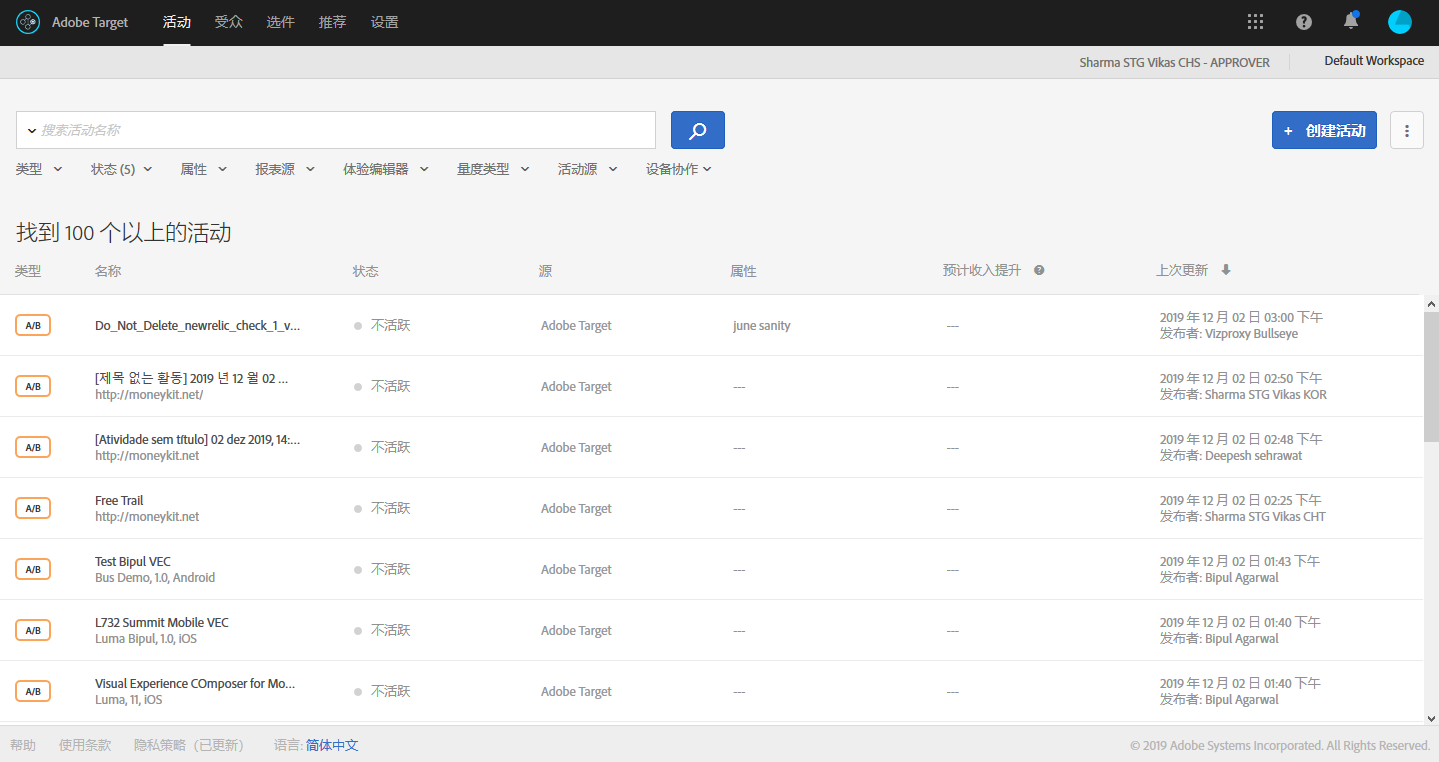 Adobe Target 活动 受众 选件 推荐 设置
Sharma STG Vikas CHS - APPROVER Default Workspace
搜索活动名称
+ 创建活动
类型 状态 (5) 属性 报表源 体验编辑器 量度类型 活动源 设备协作
找到 100 个以上的活动
类型 名称 状态 源 属性 预计收入提升 上次更新
A/B Do_Not_Delete_newrelic_check_1_v... 不活跃 Adobe Target june sanity --- 2019 年 12 月 02 日 03:00 下午
发布者: Vizproxy Bullseye
A/B [제목 없는 활동] 2019 년 12 월 02 ... 不活跃 Adobe Target --- --- 2019 年 12 月 02 日 02:50 下午
http://moneykit.net/ 发布者: Sharma STG Vikas KOR
A/B [Atividade sem título] 02 dez 2019, 14:... 不活跃 Adobe Target --- --- 2019 年 12 月 02 日 02:48 下午
http://moneykit.net 发布者: Deepesh sehrawat
A/B Free Trail 不活跃 Adobe Target --- --- 2019 年 12 月 02 日 02:25 下午
http://moneykit.net 发布者: Sharma STG Vikas CHT
A/B Test Bipul VEC 不活跃 Adobe Target --- --- 2019 年 12 月 02 日 01:43 下午
Bus Demo, 1.0, Android 发布者: Bipul Agarwal
A/B L732 Summit Mobile VEC 不活跃 Adobe Target --- --- 2019 年 12 月 02 日 01:40 下午
Luma Bipul, 1.0, iOS 发布者: Bipul Agarwal
A/B Visual Experience COmposer for Mo... 不活跃 Adobe Target --- --- 2019 年 12 月 02 日 01:40 下午
Luma, 11, iOS 发布者: Bipul Agarwal
帮助 使用条款 隐私策略（已更新） 语言: 简体中文 © 2019 Adobe Systems Incorporated. All Rights Reserved.